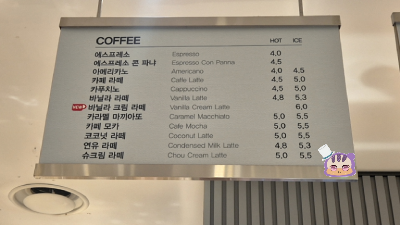 COFFEE HOT ICE
에스프레소 Espresso 4,0
에스프레소 콘 파냐 Espresso Con Panna 4,5
아메리카노 Americano 4,0 4,5
카페 라떼 Caffe Latte 4,5 5,0
카푸치노 Cappuccino 4,5 5,0
바닐라 라떼 Vanilla Latte 4,8 5,3
NEW 바닐라 크림 라떼 Vanilla Cream Latte 6,0
카라멜 마끼아또 Caramel Macchiato 5,0 5,5
카페 모카 Cafe Mocha 5,0 5,5
코코넛 라떼 Coconut Latte 5,0 5,5
연유 라떼 Condensed Milk Latte 4,8 5,3
슈크림 라떼 Chou Cream Latte 5,0 5,5